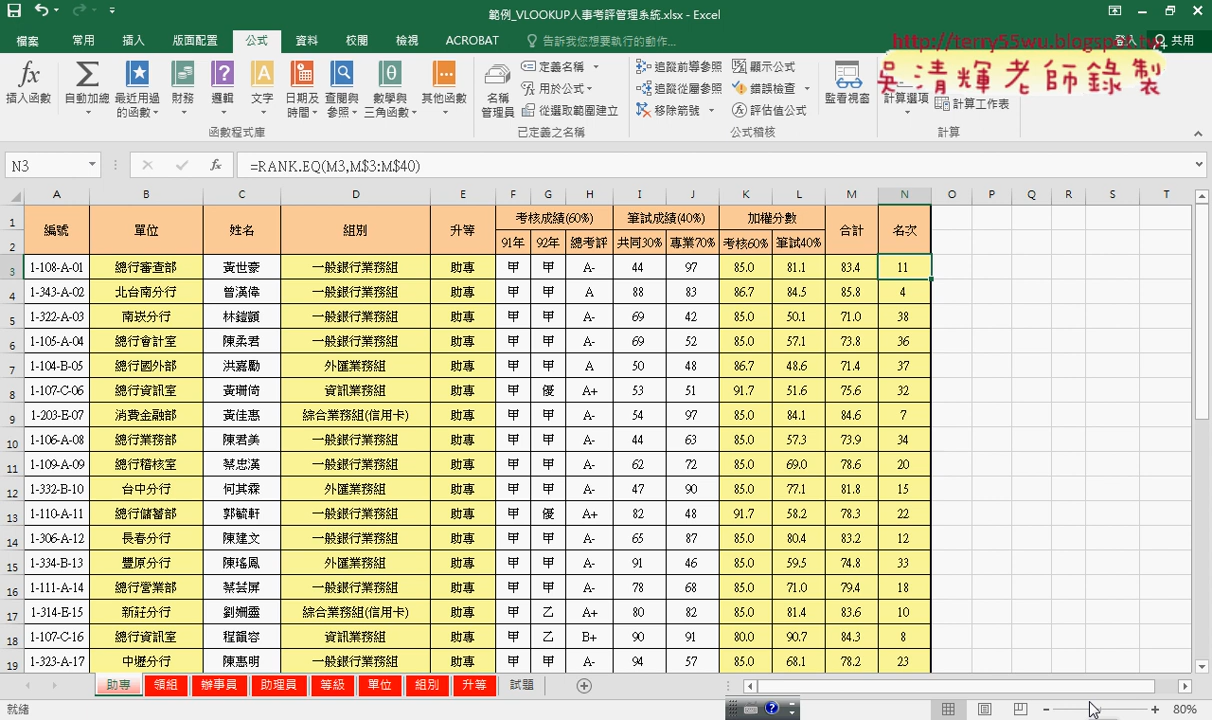 範例_VLOOKUP人事考評管理系統.xlsx - Excel
檔案 常用 插入 版面配置 公式 資料 校閱 檢視 ACROBAT 告訴我您想要執行的動作... 登入 共用
http://terry55wu.blogspot.tw
吳清輝老師錄製
插入函數 自動加總 最近用過的函數 財務 邏輯 文字 日期及時間 查閱與參照 數學與三角函數 其他函數 名稱管理員 定義名稱 用於公式 從選取範圍建立 追蹤前導參照 追蹤從屬參照 移除箭號 顯示公式 錯誤檢查 評估值公式 監看視窗 計算選項 計算工作表
函數程式庫 已定義之名稱 公式稽核 計算
N3 fx =RANK.EQ(M3,M$3:M$40)
A B C D E F G H I J K L M N O P Q R S T
1 編號 單位 姓名 組別 升等 考核成績(60%) 筆試成績(40%) 加權分數 合計 名次
2 91年 92年 總考評 共同30% 專業70% 考核60% 筆試40%
3 1-108-A-01 總行審查部 黃世豪 一般銀行業務組 助專 甲 甲 A- 44 97 85.0 81.1 83.4 11
4 1-343-A-02 北台南分行 曾漢偉 一般銀行業務組 助專 甲 甲 A 88 83 86.7 84.5 85.8 4
5 1-322-A-03 南崁分行 一般銀行業務組 助專 甲 甲 A- 69 42 85.0 50.1 71.0 38
6 1-105-A-04 總行會計室 陳柔君 一般銀行業務組 助專 甲 甲 A- 69 52 85.0 57.1 73.8 36
7 1-104-B-05 總行國外部 洪嘉勵 外匯業務組 助專 甲 甲 A 50 48 86.7 48.6 71.4 37
8 1-107-C-06 總行資訊室 黃珊倚 資訊業務組 助專 甲 優 A+ 53 51 91.7 51.6 75.6 32
9 1-203-E-07 消費金融部 黃佳惠 綜合業務組(信用卡) 助專 甲 甲 A- 54 97 85.0 84.1 84.6 7
10 1-106-A-08 總行業務部 陳君美 一般銀行業務組 助專 甲 甲 A- 44 63 85.0 57.3 73.9 34
11 1-109-A-09 總行稽核室 蔡忠漢 一般銀行業務組 助專 甲 甲 A- 62 72 85.0 69.0 78.6 20
12 1-332-B-10 台中分行 何其霖 外匯業務組 助專 甲 甲 A- 47 90 85.0 77.1 81.8 15
13 1-110-A-11 總行儲蓄部 郭毓軒 一般銀行業務組 助專 甲 優 A+ 82 48 91.7 58.2 78.3 22
14 1-306-A-12 長春分行 陳建文 一般銀行業務組 助專 甲 甲 A- 65 87 85.0 80.4 83.2 12
15 1-334-B-13 豐原分行 陳瑤鳳 外匯業務組 助專 甲 甲 A- 91 46 85.0 59.5 74.8 33
16 1-111-A-14 總行營業部 蔡芸屏 一般銀行業務組 助專 甲 甲 A- 78 68 85.0 71.0 79.4 18
17 1-314-E-15 新莊分行 劉姍靈 綜合業務組(信用卡) 助專 甲 乙 A+ 80 82 85.0 81.4 83.6 10
18 1-107-C-16 總行資訊室 程韻容 資訊業務組 助專 甲 乙 B+ 90 91 80.0 90.7 84.3 8
19 1-323-A-17 中壢分行 陳惠明 一般銀行業務組 助專 甲 甲 A- 94 57 85.0 68.1 78.2 23
助專 領組 辦事員 助理員 等級 單位 組別 升等 試題
就緒 80%